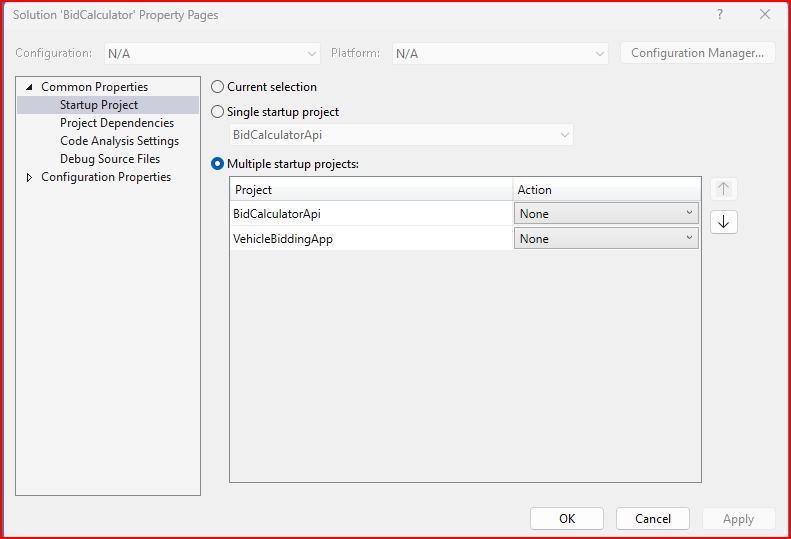 Solution 'BidCalculator' Property Pages ?
Configuration: N/A Platform: N/A Configuration Manager...
Common Properties
Startup Project
Project Dependencies
Code Analysis Settings
Debug Source Files
Configuration Properties
Current selection
Single startup project
BidCalculatorApi
Multiple startup projects:
Project Action
BidCalculatorApi None
VehicleBiddingApp None
OK Cancel Apply